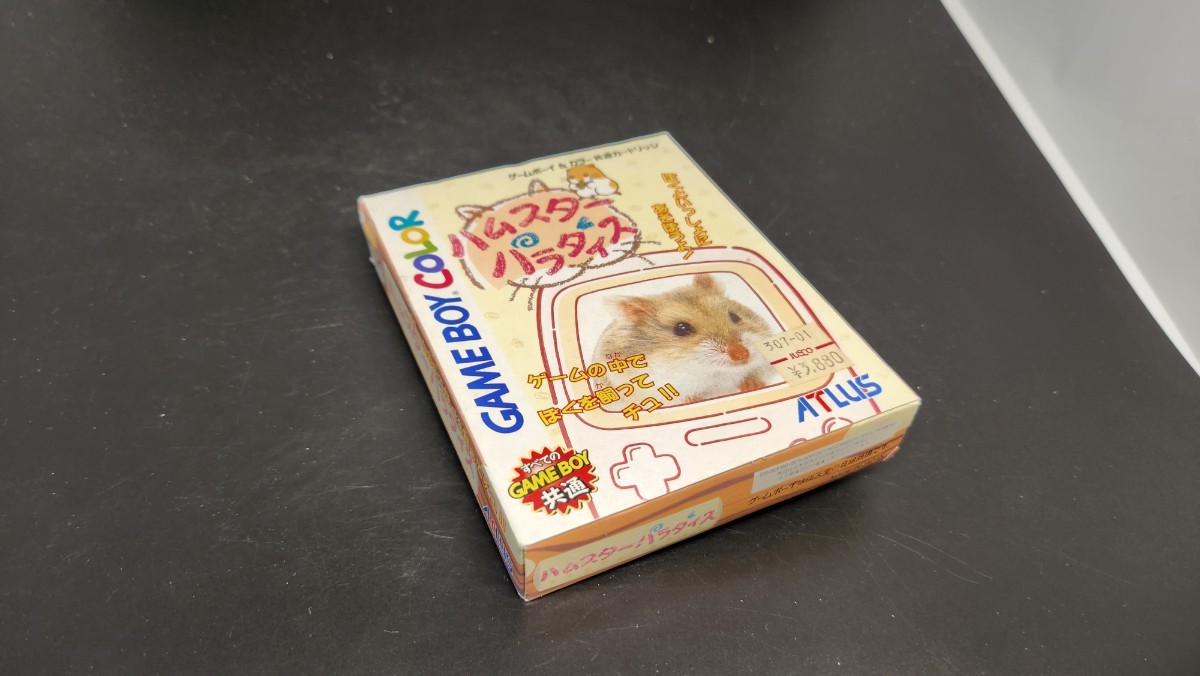 ゲームボーイ&カラー共通カートリッジ
ハムスター
パラダイス
GAME BOY COLOR
ゲームの中で
ぼくを飼って
チュ!!
307-01
JUSCO
¥3,880
ATLUS
すべての
GAME BOY
共通
ハムスターパラダイス